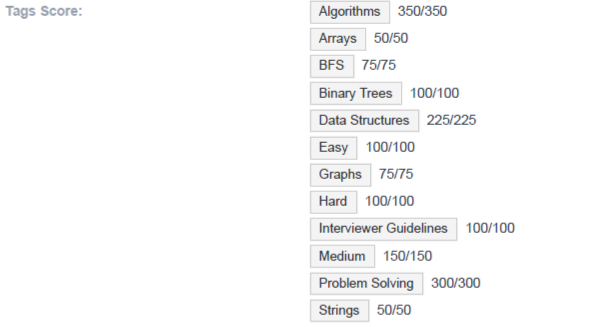 Tags Score:
Algorithms 350/350
Arrays 50/50
BFS 75/75
Binary Trees 100/100
Data Structures 225/225
Easy 100/100
Graphs 75/75
Hard 100/100
Interviewer Guidelines 100/100
Medium 150/150
Problem Solving 300/300
Strings 50/50